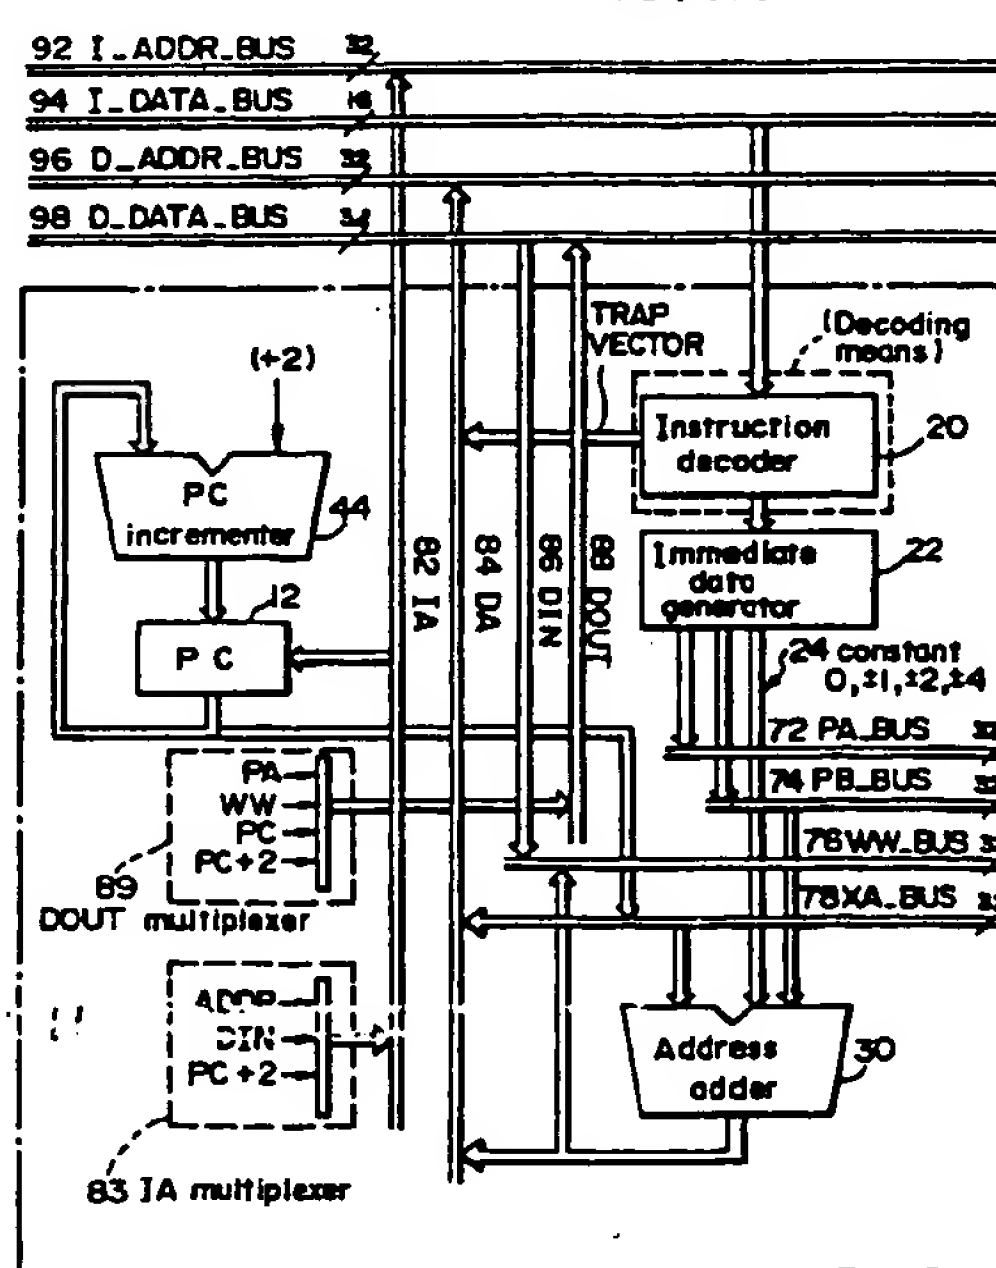 92 I_ADDR_BUS 32
94 I_DATA_BUS 16
96 D_ADDR_BUS 32
98 D_DATA_BUS
TRAP
VECTOR
(Decoding
means)
(+2)
Instruction
decoder
20
PC
incrementer
44
Immediate
data
generator
22
82 IA
84 DA
86 DIN
88 DOUT
12
PC
24 constant
0, ±1, ±2, ±4
72 PA_BUS
74 PB_BUS
76 WW_BUS
78 XA_BUS
PA
WW
PC
PC+2
89
DOUT multiplexer
DIN
PC+2
83 IA multiplexer
Address
adder
30